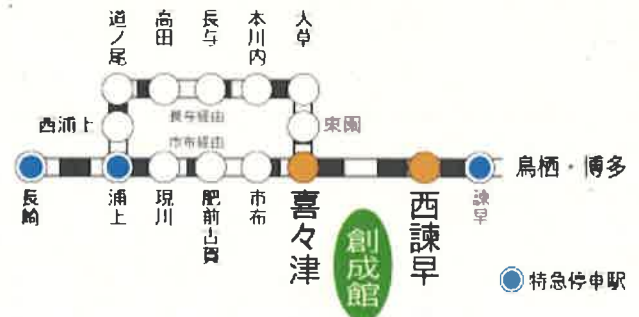 道ノ尾
高田
長与
本川内
大草
西浦上
長与経由
東園
市布経由
長崎
浦上
現川
肥前古賀
市布
喜々津
西諫早
諫早
鳥栖・博多
創成館
特急停車駅